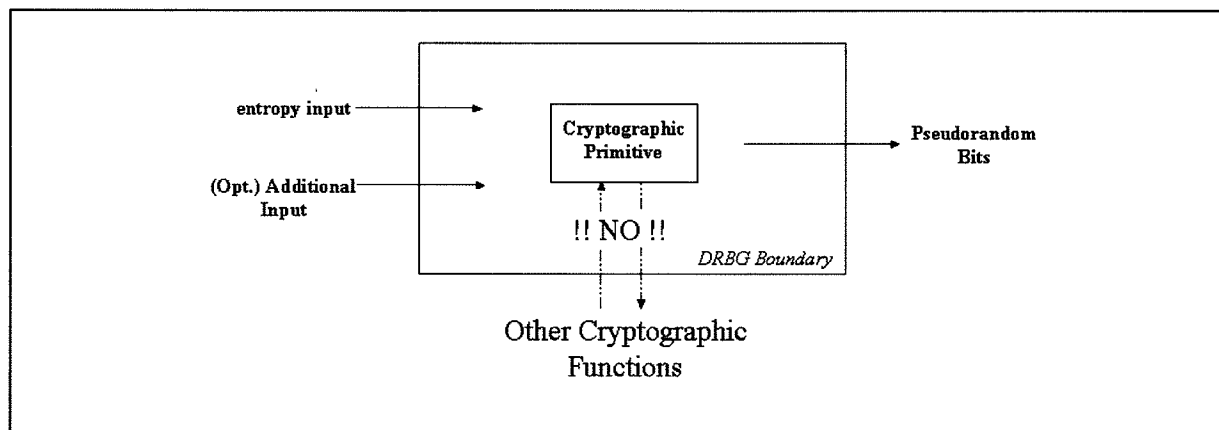 entropy input
Cryptographic
Primitive
Pseudorandom
Bits
(Opt.) Additional
Input
!! NO !!
DRBG Boundary
Other Cryptographic
Functions